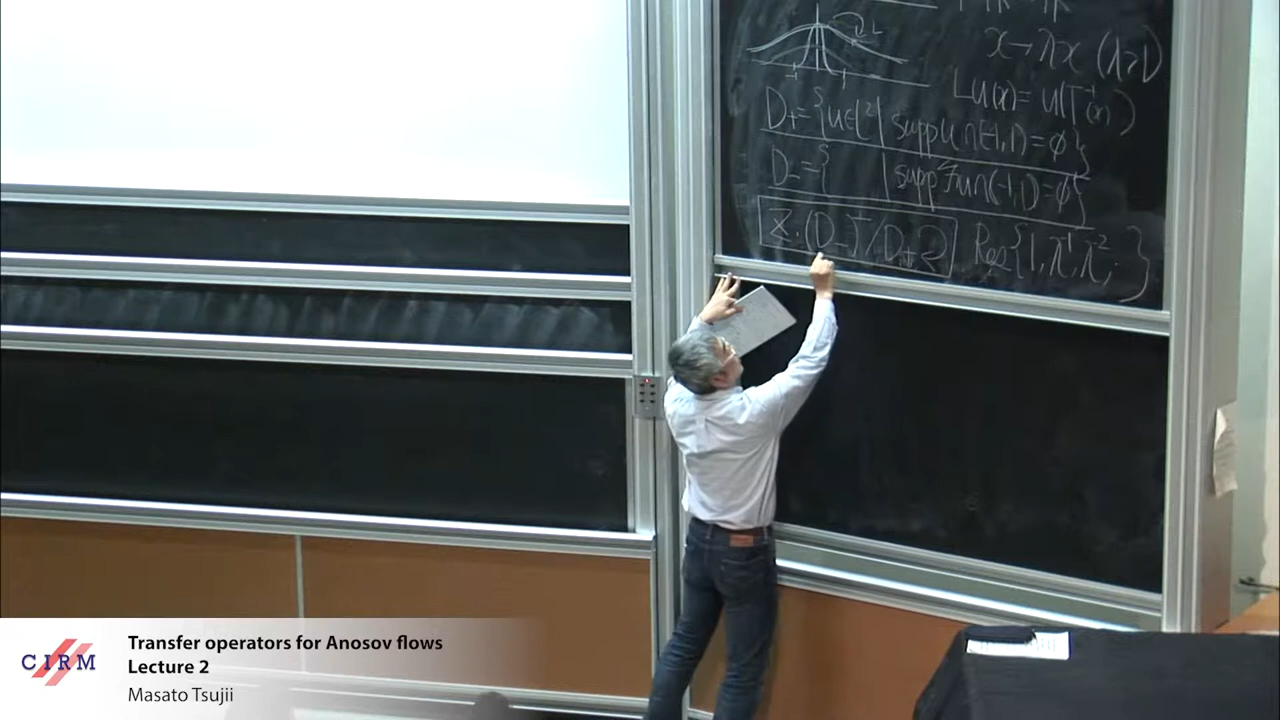 x→λx (λ>1)
Lu(x)=u(T⁻¹(x))
D₊={u∈L²| supp u∩(-1,1)=φ}
D₋={ | supp Fu∩(-1,1)=φ}
Res{1,λ⁻¹,λ⁻², }
CIRM
Transfer operators for Anosov flows
Lecture 2
Masato Tsujii